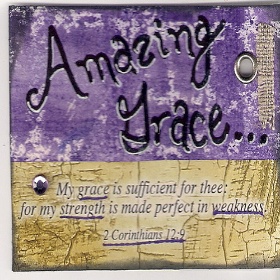 Amazing
Grace...
My grace is sufficient for thee:
for my strength is made perfect in weakness.
2 Corinthians 12:9